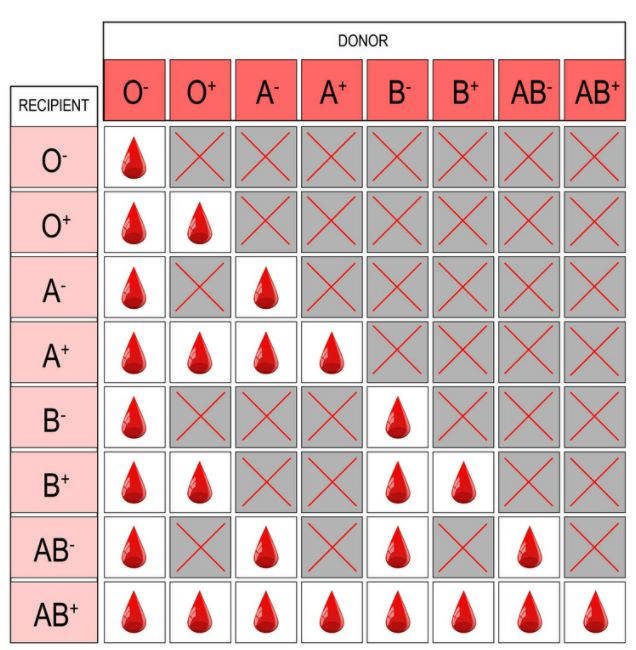 DONOR
RECIPIENT O⁻ O⁺ A⁻ A⁺ B⁻ B⁺ AB⁻ AB⁺
O⁻
O⁺
A⁻
A⁺
B⁻
B⁺
AB⁻
AB⁺